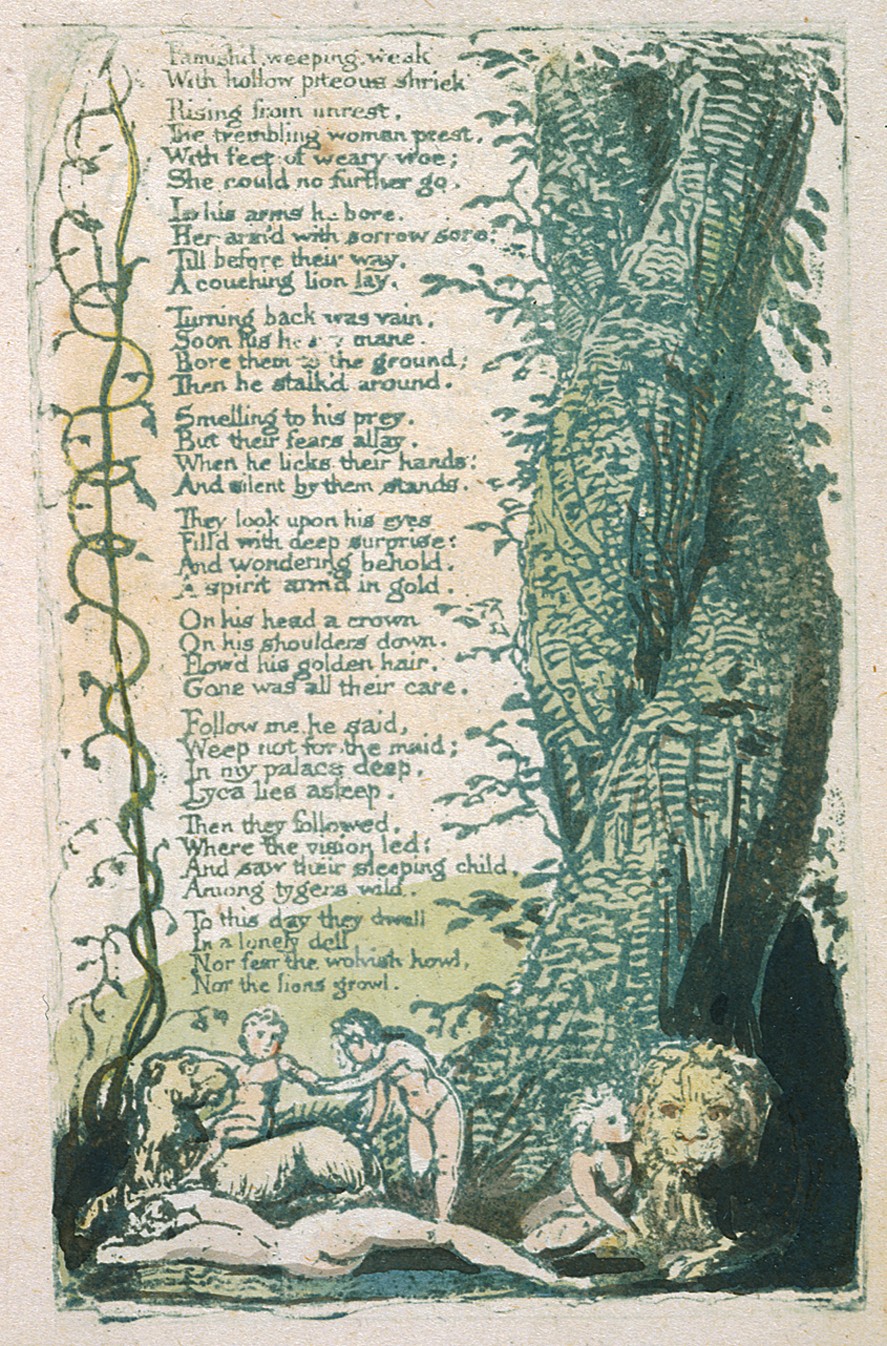 Famish'd, weeping, weak
With hollow piteous shriek
Rising from unrest,
The trembling woman prest,
With feet of weary woe;
She could no further go.
In his arms he bore.
Her arm'd with sorrow sore:
Till before their way,
A couching lion lay.
Turning back was vain,
Soon his heavy mane.
Bore them to the ground;
Then he stalk'd around.
Smelling to his prey.
But their fears allay.
When he licks their hands:
And silent by them stands.
They look upon his eyes
Fill'd with deep surprise:
And wondering behold.
A spirit arm'd in gold.
On his head a crown
On his shoulders down.
Flow'd his golden hair.
Gone was all their care.
Follow me he said,
Weep not for the maid;
In my palace deep.
Lyca lies asleep.
Then they followed.
Where the vision led:
And saw their sleeping child,
Among tygers wild.
To this day they dwell
In a lonely dell
Nor fear the wolvish howl,
Nor the lions growl.